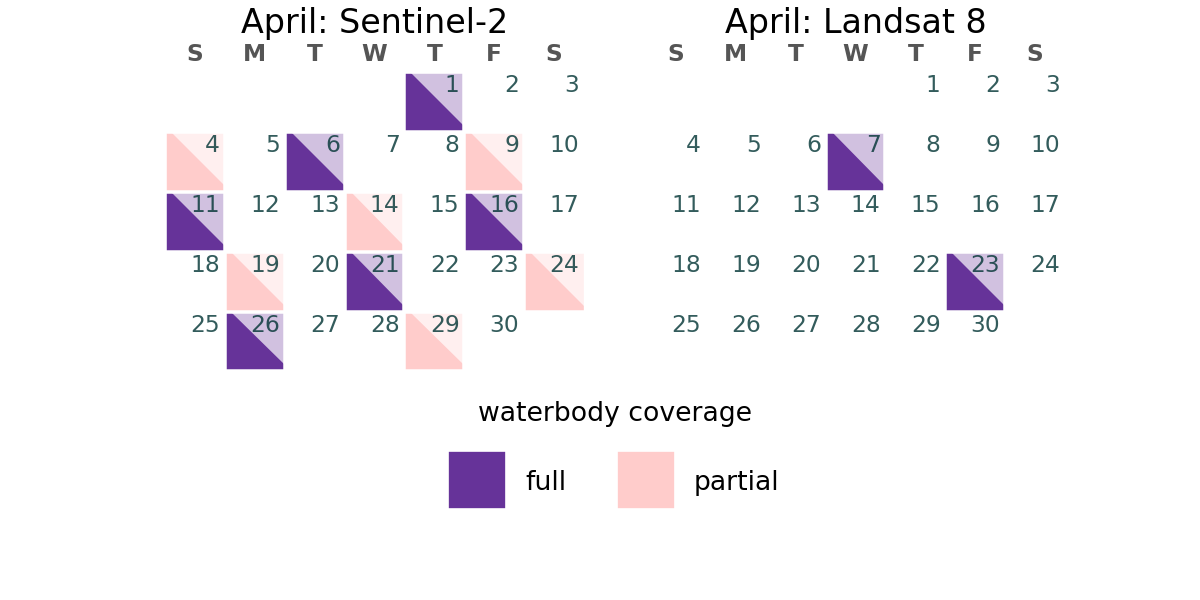 April: Sentinel-2
S M T W T F S
1 2 3
4 5 6 7 8 9 10
11 12 13 14 15 16 17
18 19 20 21 22 23 24
25 26 27 28 29 30
April: Landsat 8
S M T W T F S
1 2 3
4 5 6 7 8 9 10
11 12 13 14 15 16 17
18 19 20 21 22 23 24
25 26 27 28 29 30
waterbody coverage
full partial